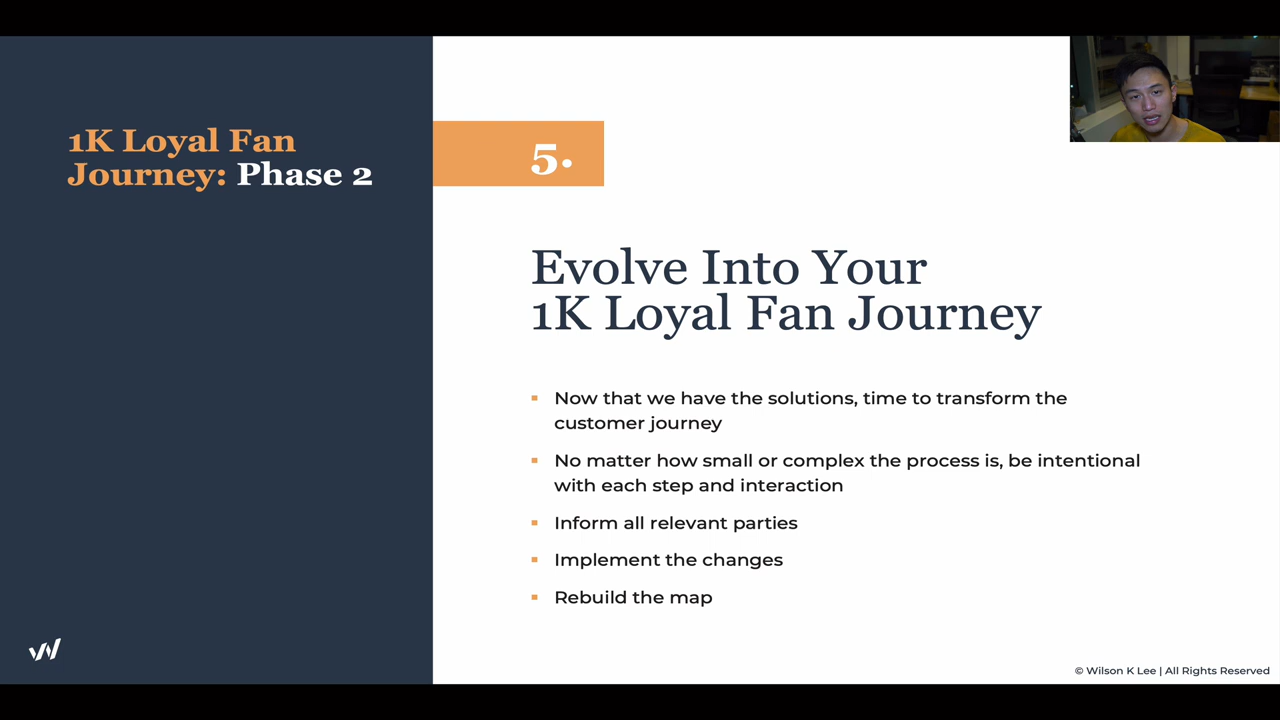 1K Loyal Fan
Journey: Phase 2
5.
Evolve Into Your
1K Loyal Fan Journey
Now that we have the solutions, time to transform the
customer journey
No matter how small or complex the process is, be intentional
with each step and interaction
Inform all relevant parties
Implement the changes
Rebuild the map
© Wilson K Lee | All Rights Reserved